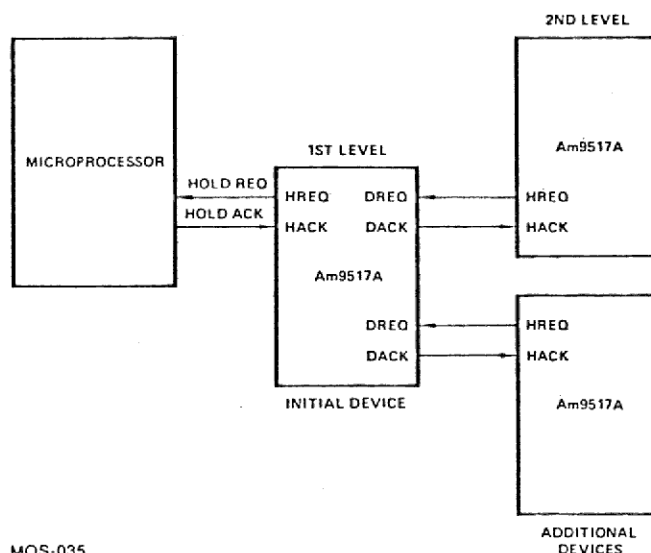 2ND LEVEL
Am9517A
MICROPROCESSOR
1ST LEVEL
HOLD REQ
HREQ DREQ
HREQ
HOLD ACK
HACK DACK
HACK
Am9517A
DREQ
HREQ
DACK
HACK
INITIAL DEVICE
Am9517A
MOS-035
ADDITIONAL
DEVICES